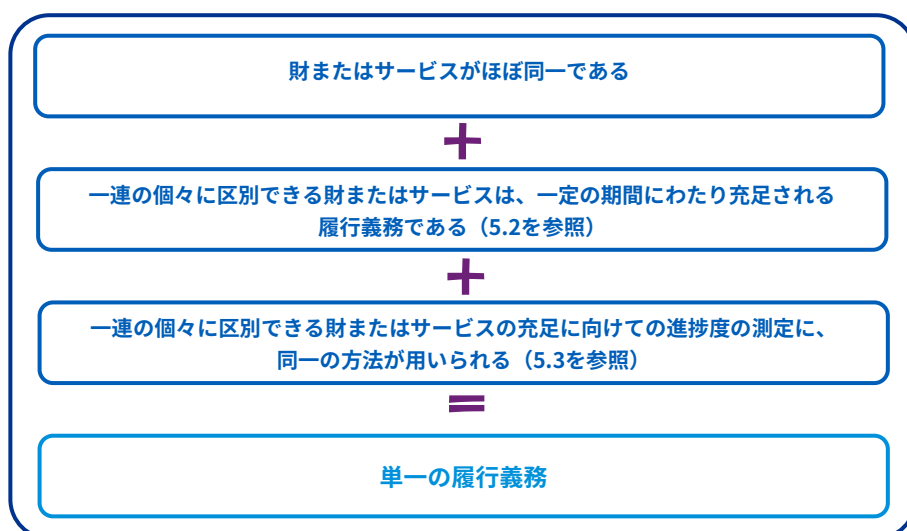 財またはサービスがほぼ同一である
+
一連の個々に区別できる財またはサービスは、一定の期間にわたり充足される
履行義務である（5.2を参照）
+
一連の個々に区別できる財またはサービスの充足に向けての進捗度の測定に、
同一の方法が用いられる（5.3を参照）
=
単一の履行義務